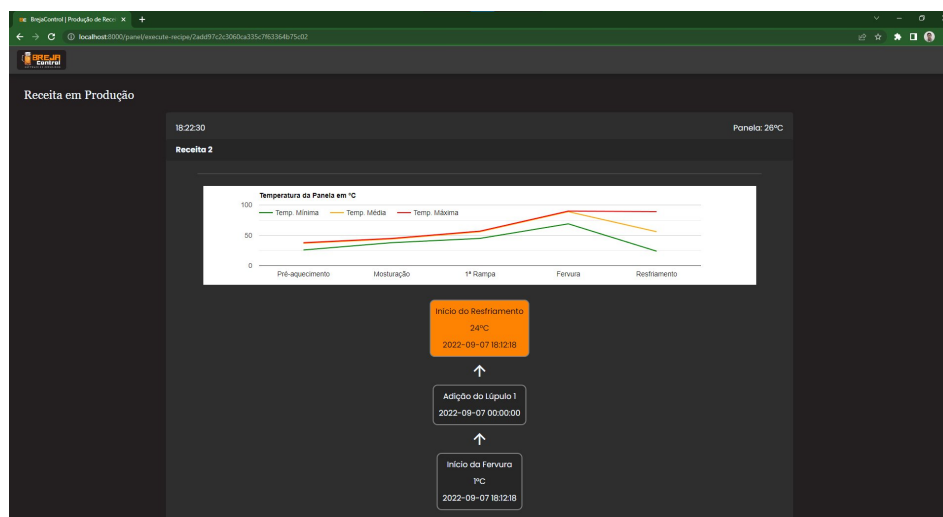 BrejaControl | Produção de Rece
localhost:8000/panel/execute-recipe/2add97c2c3060ca335c7f63364b75c02
BREJA
Control
Receita em Produção
18:22:30
Panela: 26ºC
Receita 2
Temperatura da Panela em °C
Temp. Mínima
Temp. Média
Temp. Máxima
100
50
0
Pré-aquecimento
Mosturação
1ª Rampa
Fervura
Resfriamento
Início do Resfriamento
24ºC
2022-09-07 18:12:18
Adição do Lúpulo 1
2022-09-07 00:00:00
Início da Fervura
1ºC
2022-09-07 18:12:18